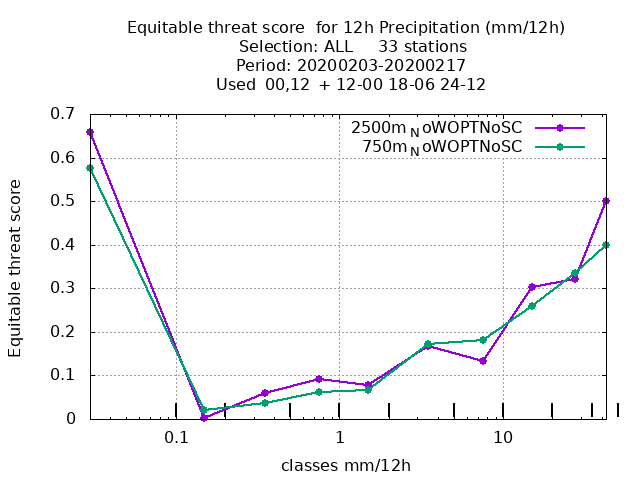 Equitable threat score  for 12h Precipitation (mm/12h)
Selection: ALL     33 stations
Period: 20200203-20200217
Used  00,12  + 12-00 18-06 24-12
0.7
0.6
0.5
0.4
0.3
0.2
0.1
0
Equitable threat score
2500mNoWOPTNoSC
750mNoWOPTNoSC
0.1
1
10
classes mm/12h